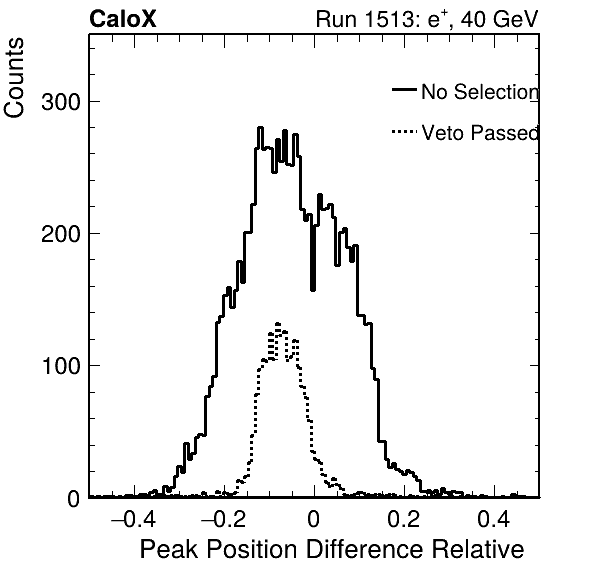 CaloX Run 1513: e⁺, 40 GeV
Counts
No Selection
Veto Passed
300
200
100
0
−0.4 −0.2 0 0.2 0.4
Peak Position Difference Relative